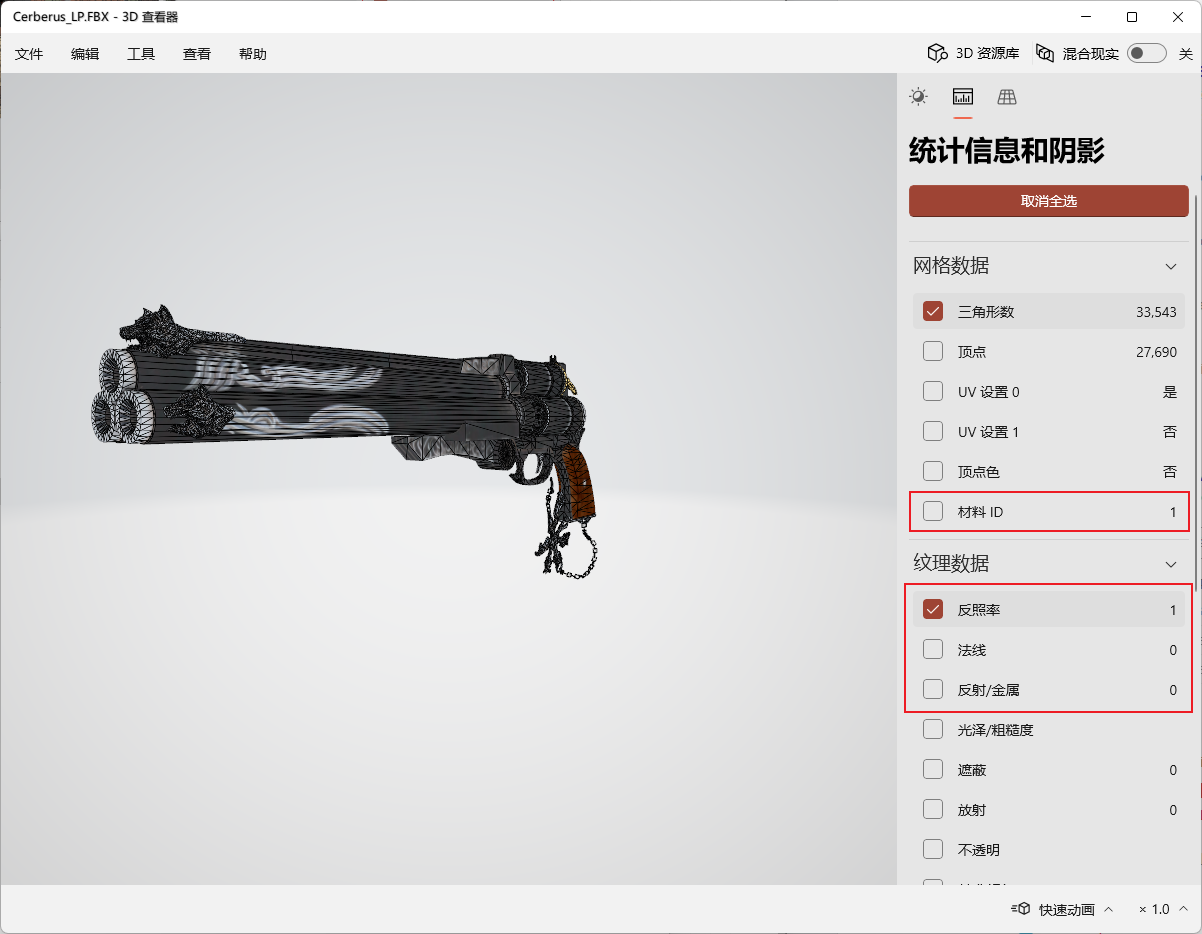 Cerberus_LP.FBX - 3D 查看器
文件 编辑 工具 查看 帮助 3D 资源库 混合现实 关
统计信息和阴影
取消全选
网格数据
三角形数 33,543
顶点 27,690
UV 设置 0 是
UV 设置 1 否
顶点色 否
材料 ID 1
纹理数据
反照率 1
法线 0
反射/金属 0
光泽/粗糙度
遮蔽 0
放射 0
不透明
快速动画 × 1.0